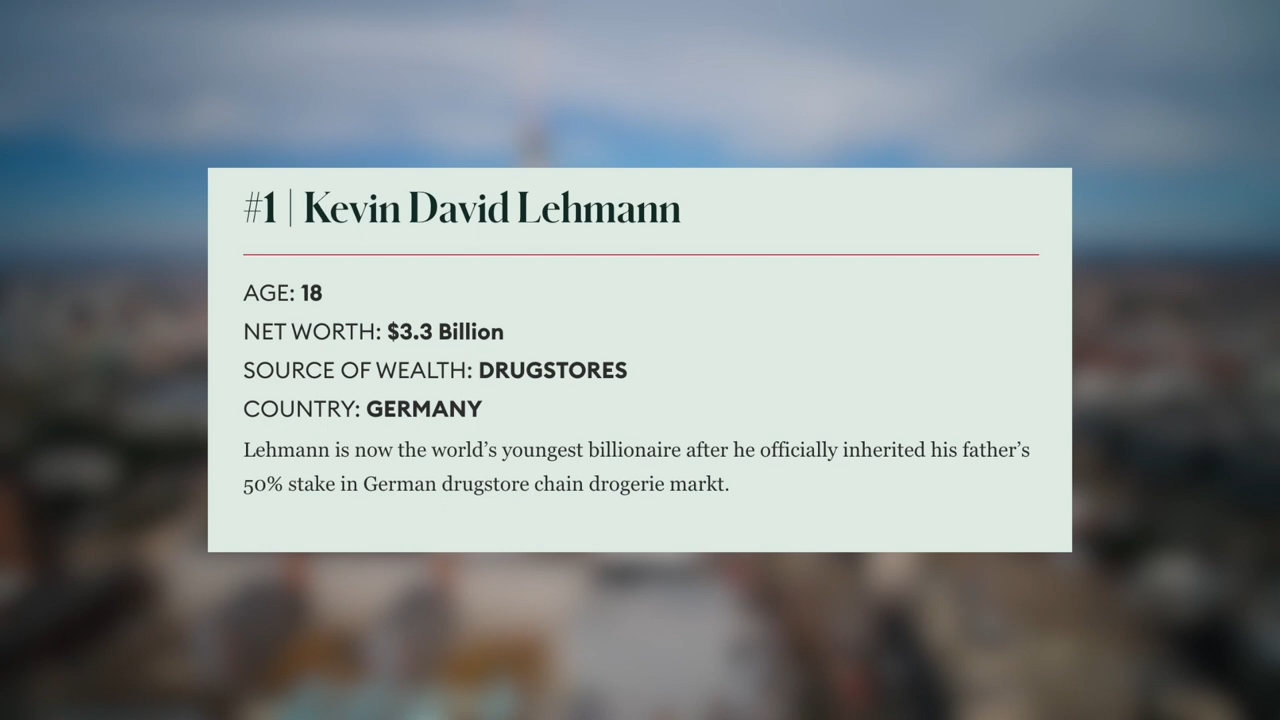 #1 | Kevin David Lehmann
AGE: 18
NET WORTH: $3.3 Billion
SOURCE OF WEALTH: DRUGSTORES
COUNTRY: GERMANY
Lehmann is now the world’s youngest billionaire after he officially inherited his father’s
50% stake in German drugstore chain drogerie markt.